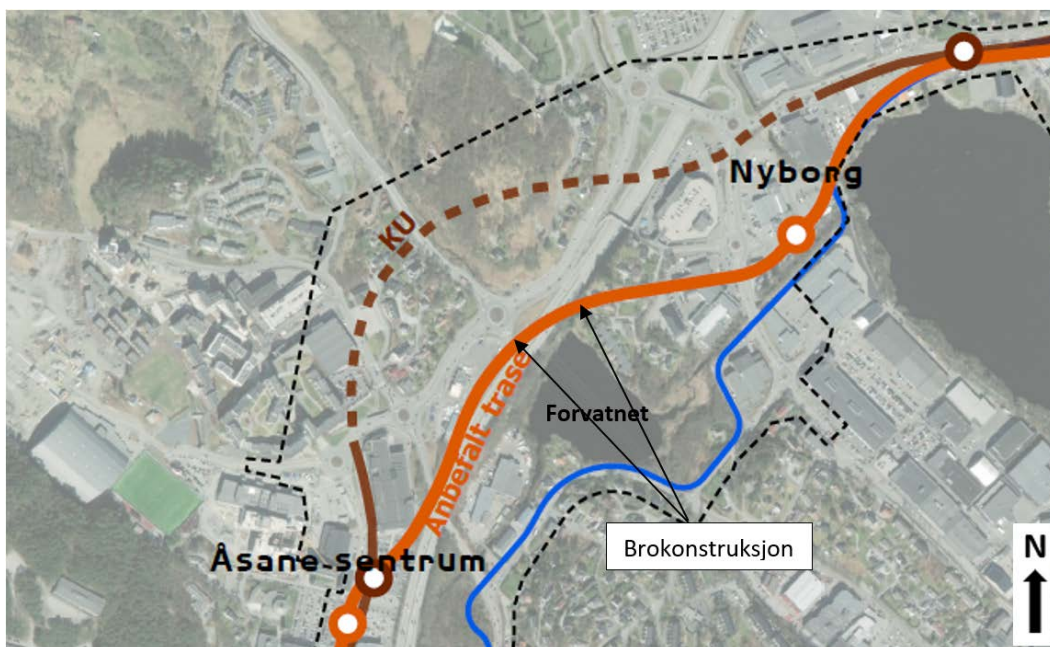 Nyborg
KU
Anbefalt trase
Forvatnet
Brokonstruksjon
Åsane sentrum
N